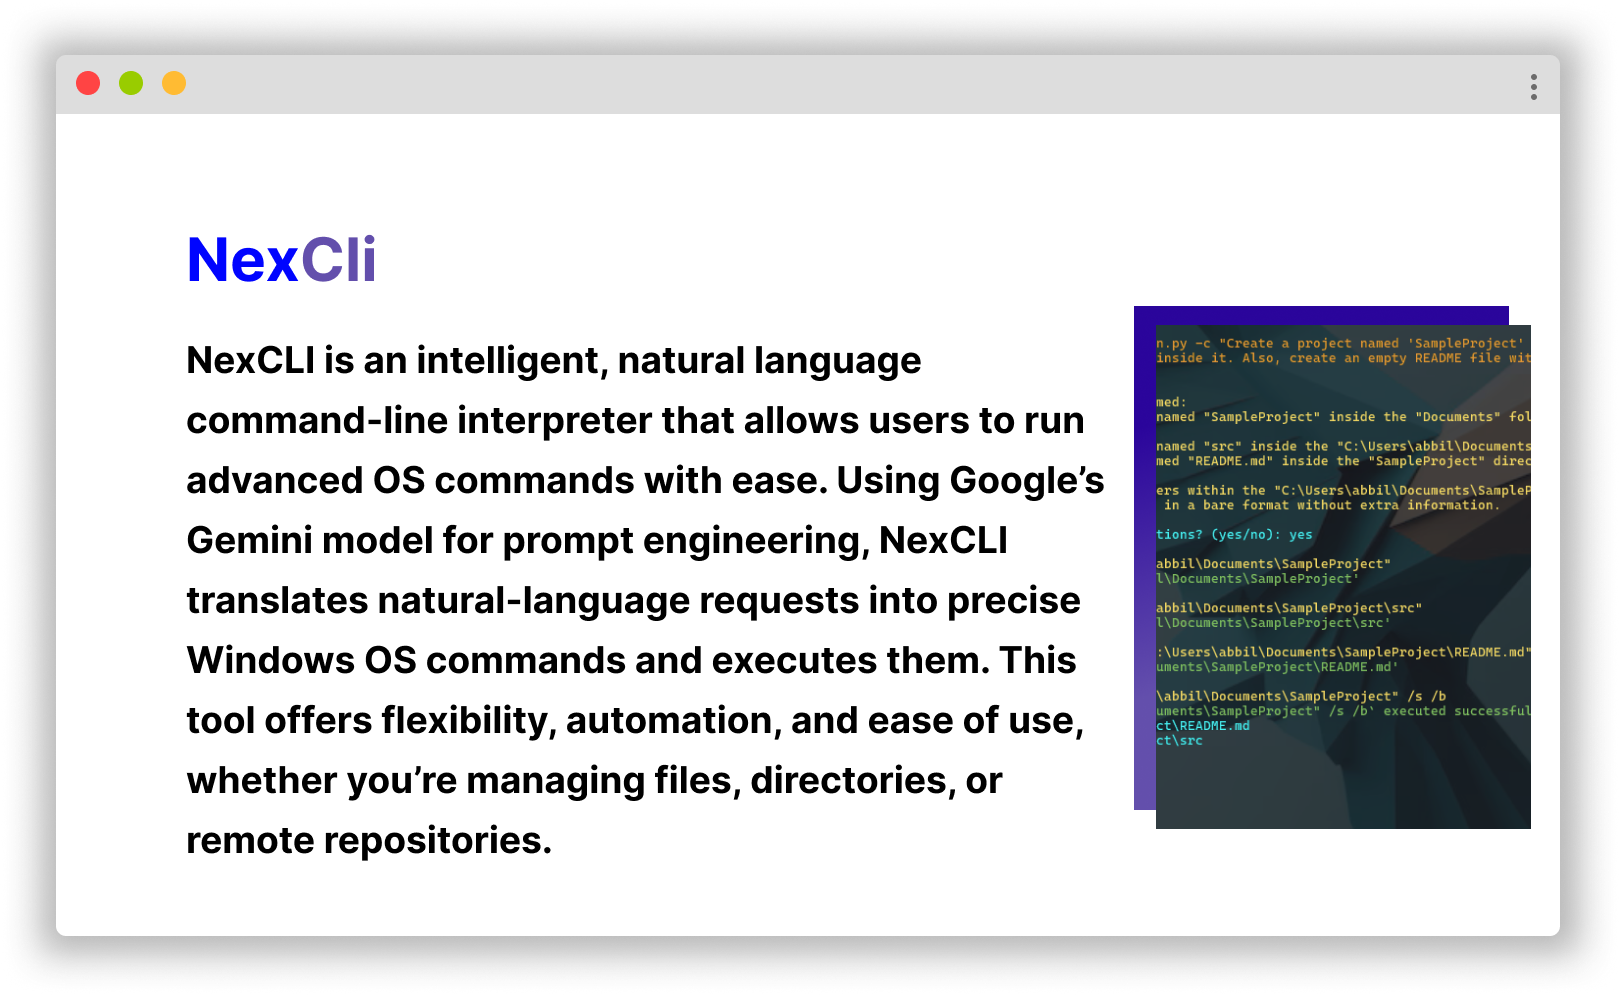 NexCli
NexCLI is an intelligent, natural language
command-line interpreter that allows users to run
advanced OS commands with ease. Using Google’s
Gemini model for prompt engineering, NexCLI
translates natural-language requests into precise
Windows OS commands and executes them. This
tool offers flexibility, automation, and ease of use,
whether you’re managing files, directories, or
remote repositories.
n.py -c "Create a project named 'SampleProject'
inside it. Also, create an empty README file wit
med:
named "SampleProject" inside the "Documents" fol
named "src" inside the "C:\Users\abbil\Documents
med "README.md" inside the "SampleProject" direc
ers within the "C:\Users\abbil\Documents\SampleP
in a bare format without extra information.
tions? (yes/no): yes
abbil\Documents\SampleProject"
l\Documents\SampleProject'
abbil\Documents\SampleProject\src"
l\Documents\SampleProject\src'
:\Users\abbil\Documents\SampleProject\README.md"
uments\SampleProject\README.md'
\abbil\Documents\SampleProject" /s /b
uments\SampleProject" /s /b` executed successful
ct\README.md
ct\src